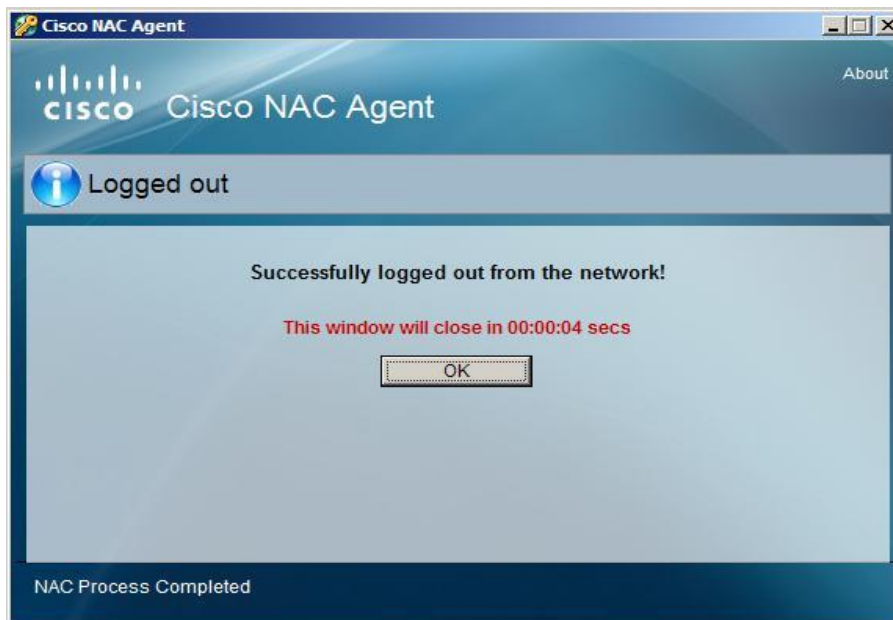 Cisco NAC Agent
About
CISCO Cisco NAC Agent
Logged out
Successfully logged out from the network!
This window will close in 00:00:04 secs
OK
NAC Process Completed